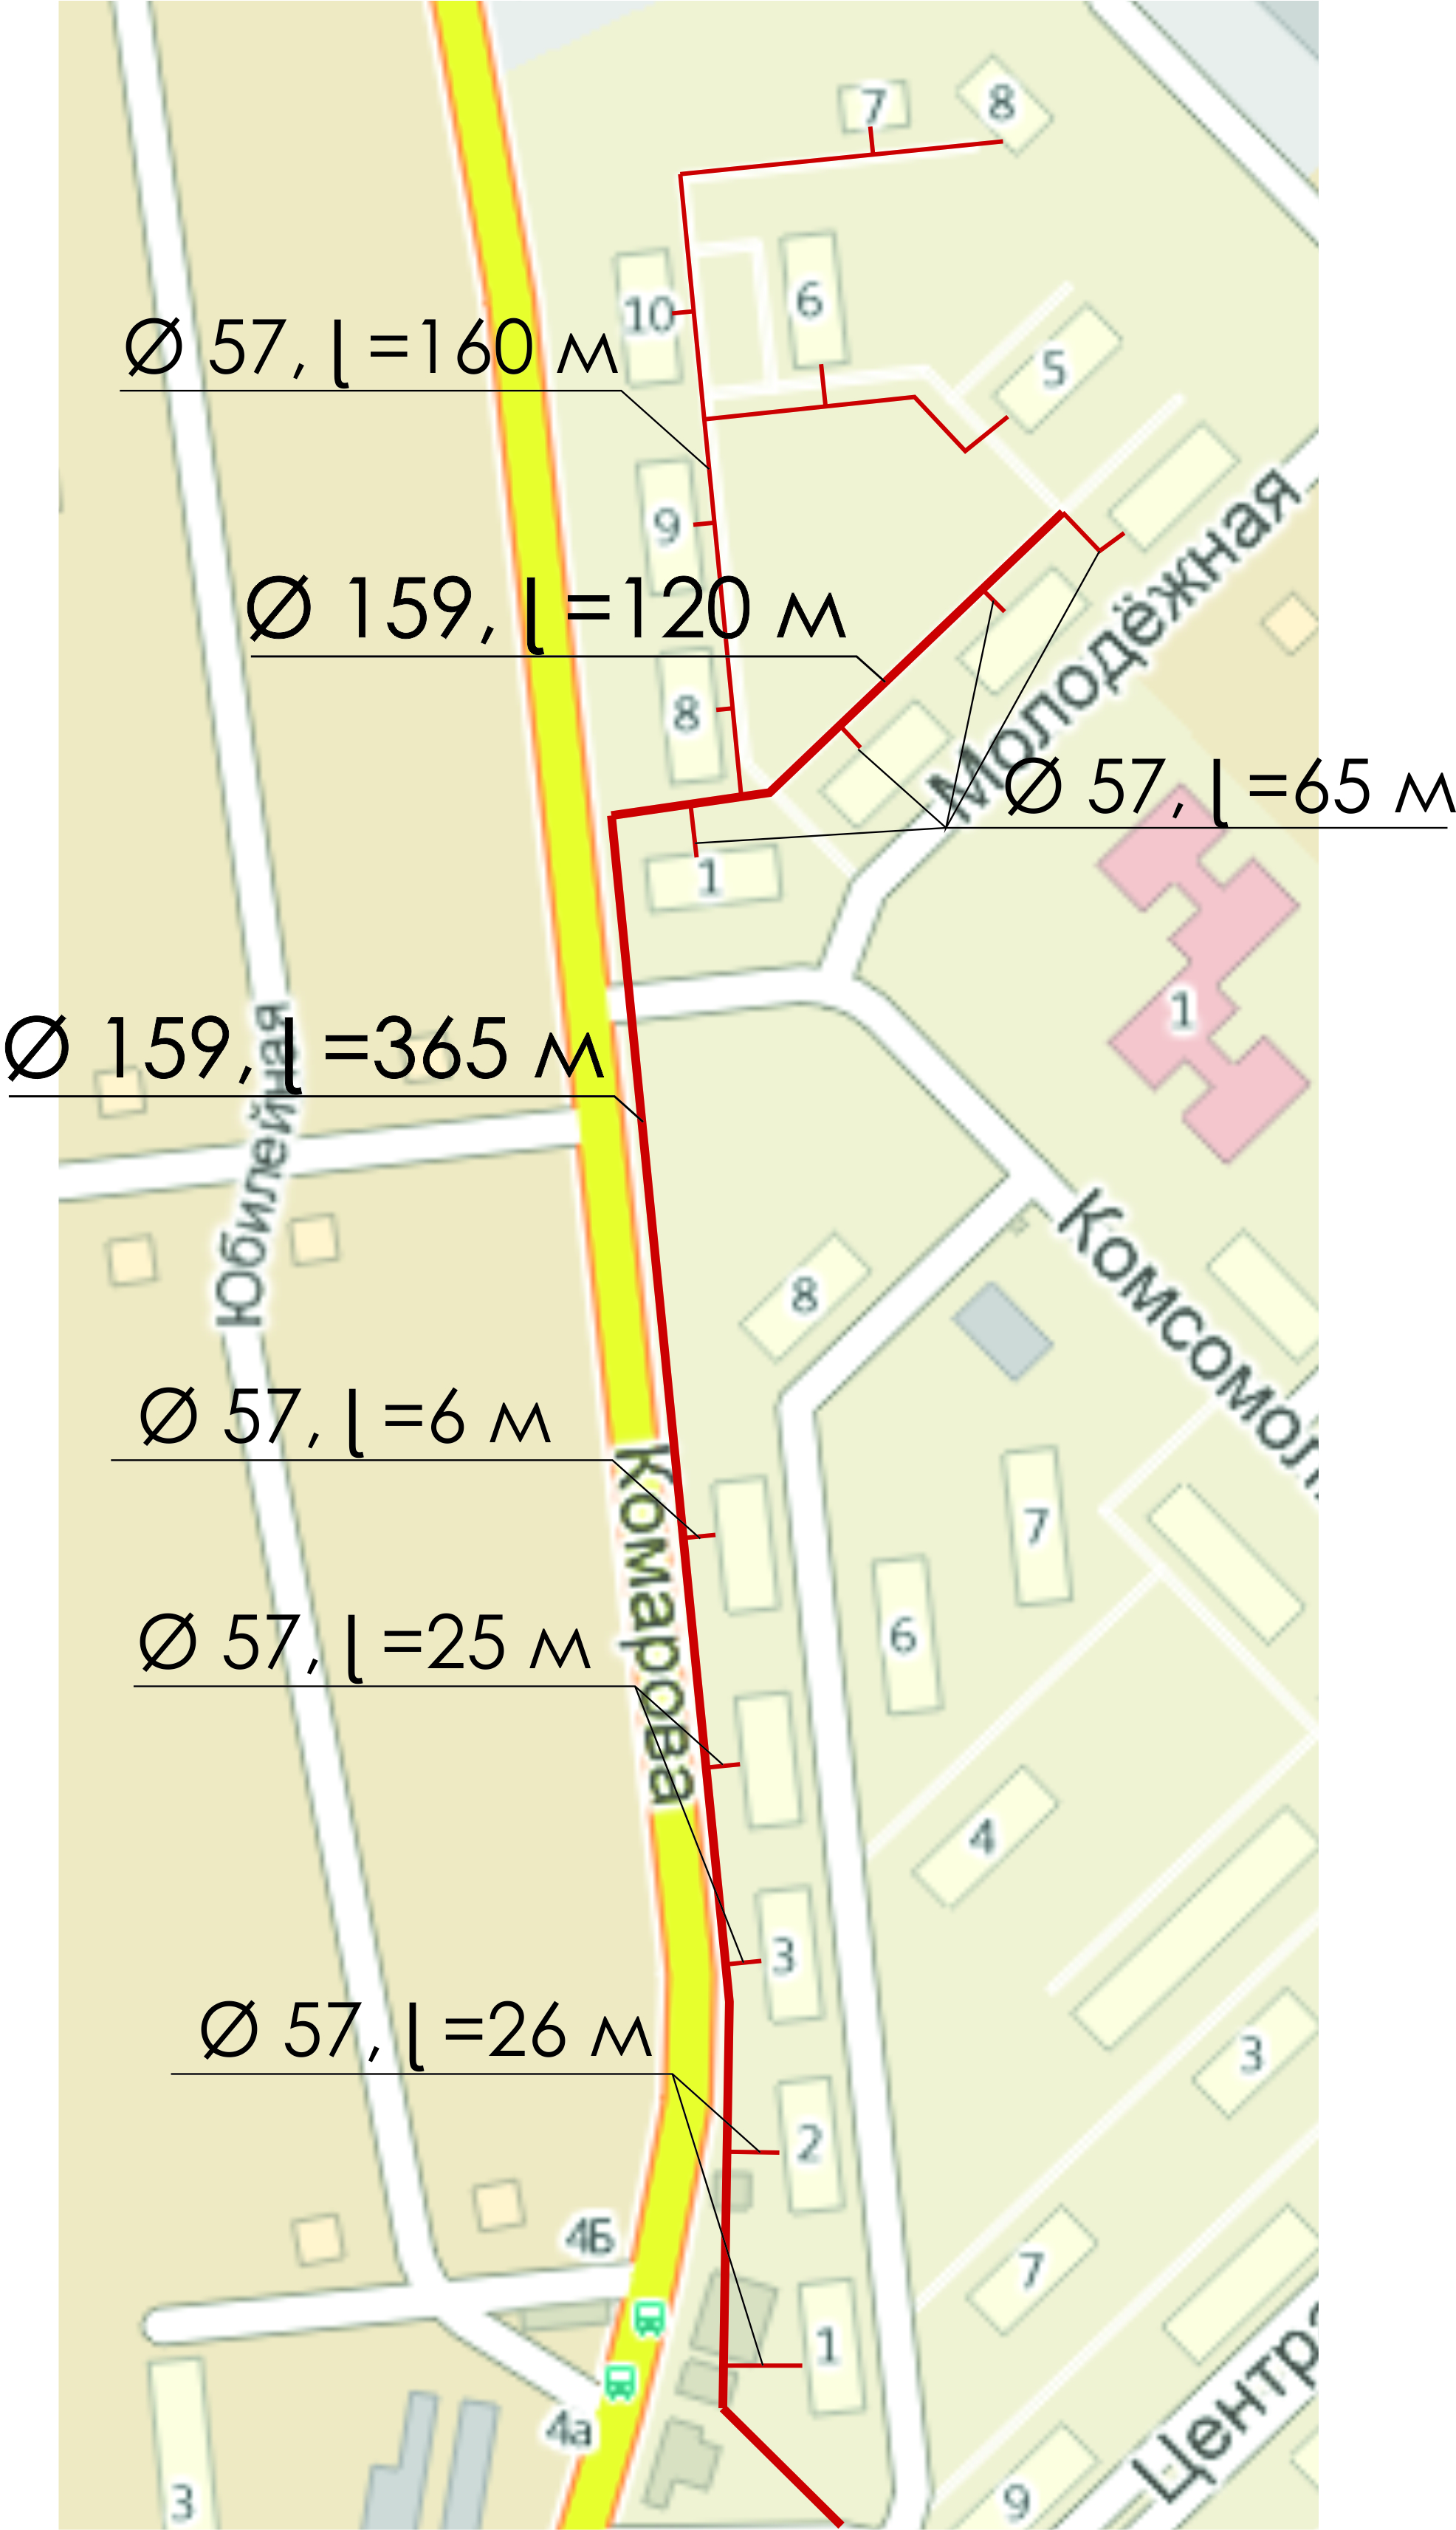 7
8
10
6
Ø 57, l =160 м
5
9
Ø 159, l =120 м
8
Молодёжная
Ø 57, l =65 м
1
1
Ø 159, l =365 м
Юбилейная
Комсомол
8
Ø 57, l =6 м
Комарова
7
Ø 57, l =25 м
6
4
3
Ø 57, l =26 м
3
2
4Б
7
1
Центра
4а
3
9